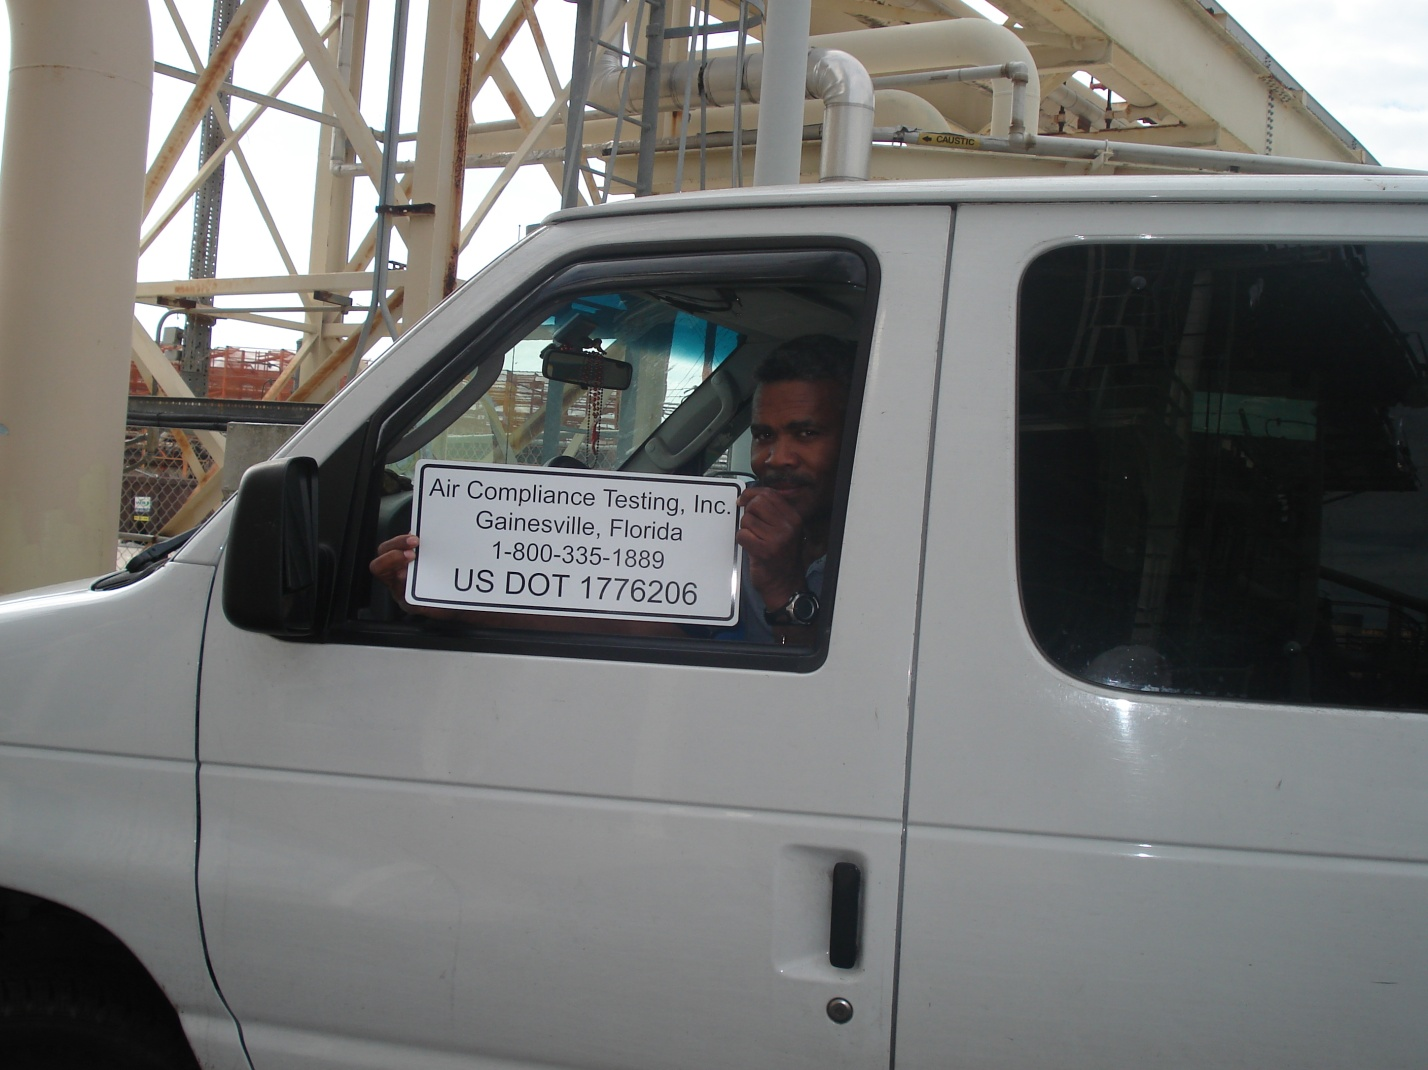 CAUSTIC
Air Compliance Testing, Inc.
Gainesville, Florida
1-800-335-1889
US DOT 1776206